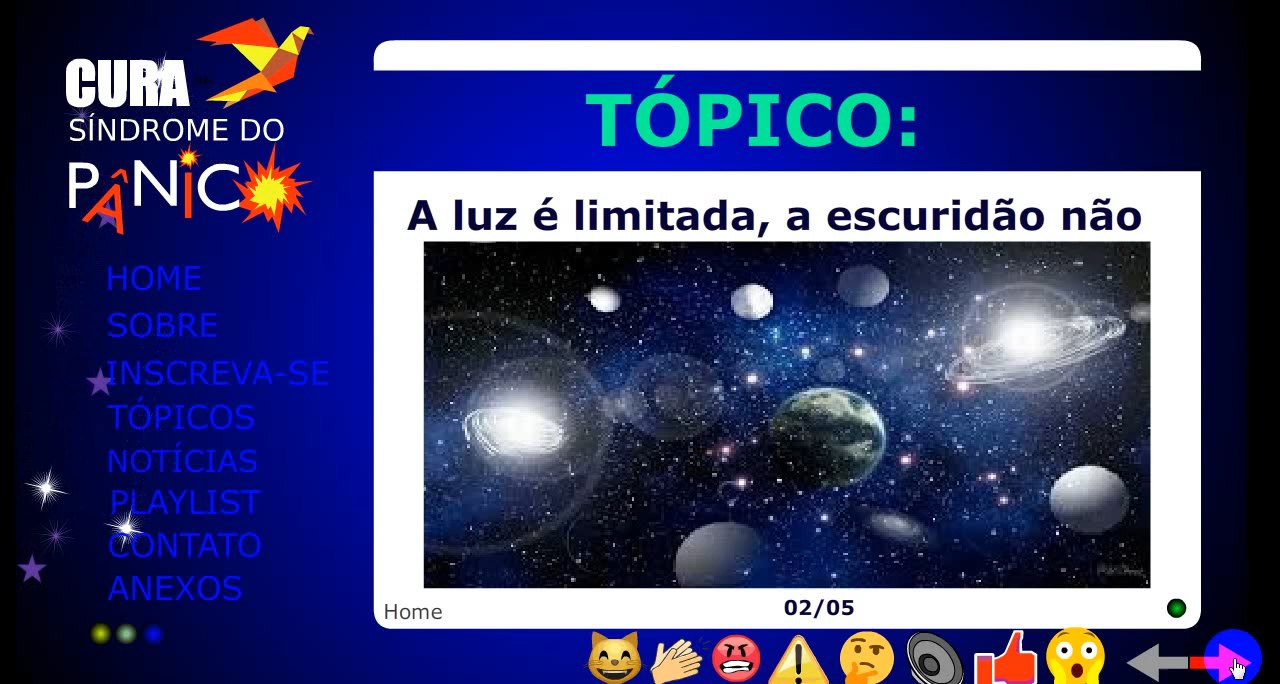 CURA
SÍNDROME DO
PÂNiCO
HOME
SOBRE
INSCREVA-SE
TÓPICOS
NOTÍCIAS
PLAYLIST
CONTATO
ANEXOS
TÓPICO:
A luz é limitada, a escuridão não
Home
02/05